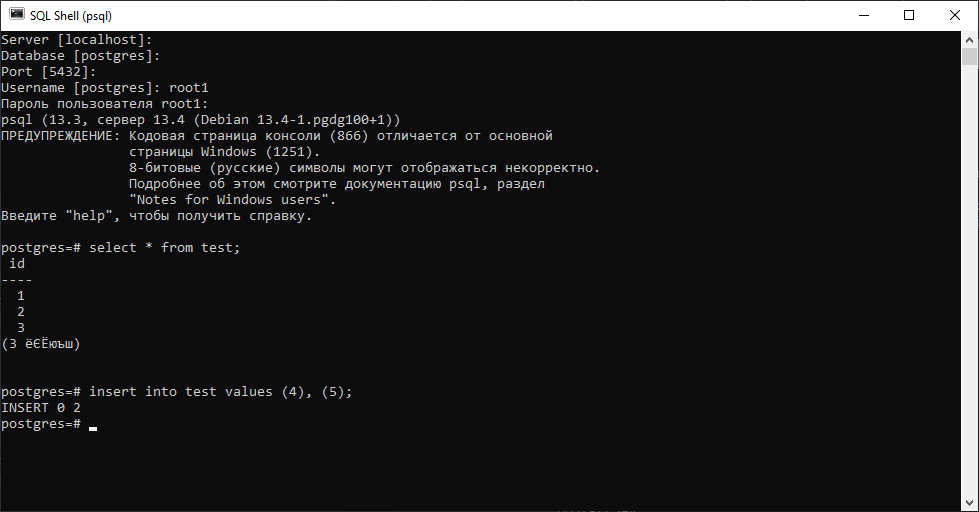 SQL Shell (psql)
Server [localhost]:
Database [postgres]:
Port [5432]:
Username [postgres]: root1
Пароль пользователя root1:
psql (13.3, сервер 13.4 (Debian 13.4-1.pgdg100+1))
ПРЕДУПРЕЖДЕНИЕ: Кодовая страница консоли (866) отличается от основной
страницы Windows (1251).
8-битовые (русские) символы могут отображаться некорректно.
Подробнее об этом смотрите документацию psql, раздел
"Notes for Windows users".
Введите "help", чтобы получить справку.
postgres=# select * from test;
id
----
1
2
3
(3 ёЄЁюъш)
postgres=# insert into test values (4), (5);
INSERT 0 2
postgres=#